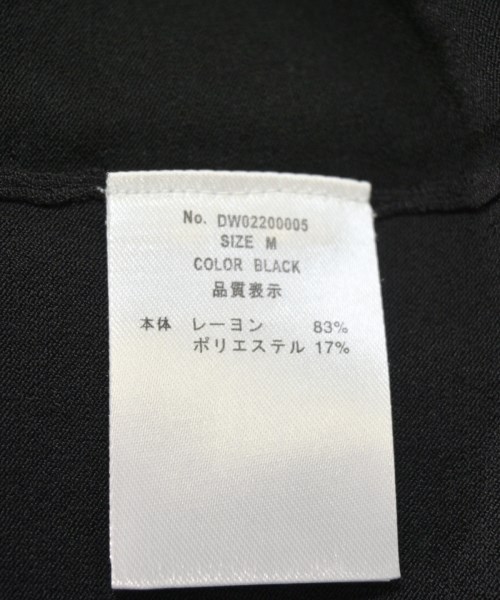 No. DW02200005
SIZE M
COLOR BLACK
品質表示
本体 レーヨン 83%
ポリエステル 17%